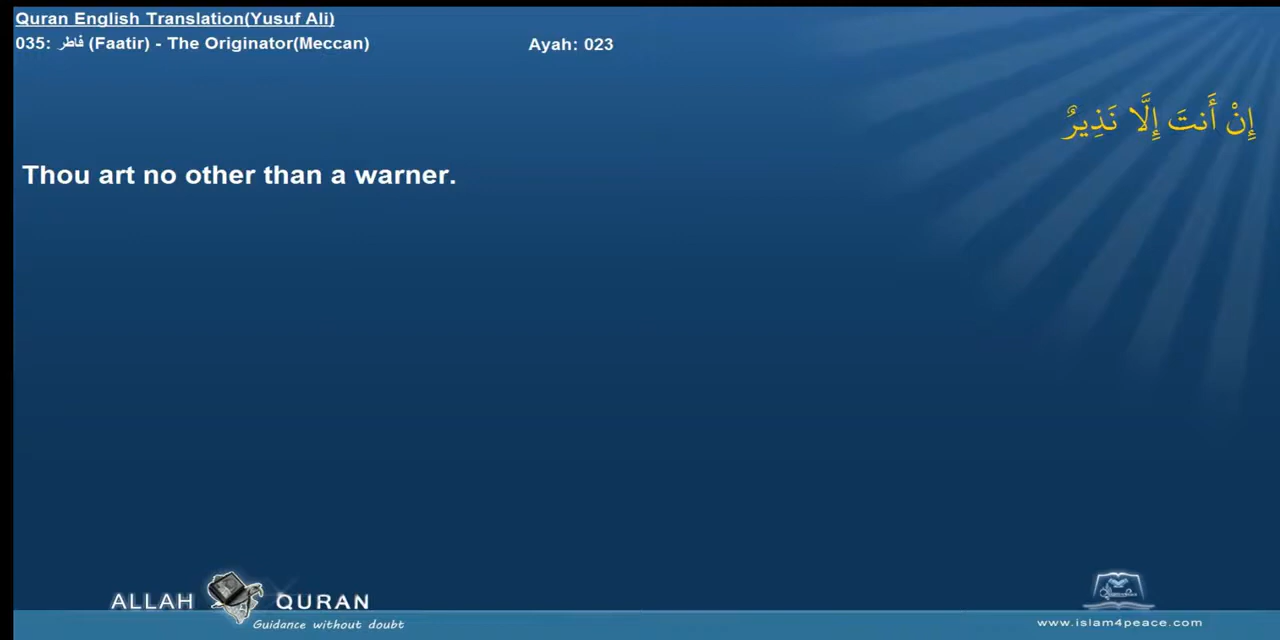 Quran English Translation(Yusuf Ali)
035: فاطر (Faatir) - The Originator(Meccan)
Ayah: 023
إِنْ أَنتَ إِلَّا نَذِيرٌ
Thou art no other than a warner.
ALLAH QURAN
Guidance without doubt
www.islam4peace.com